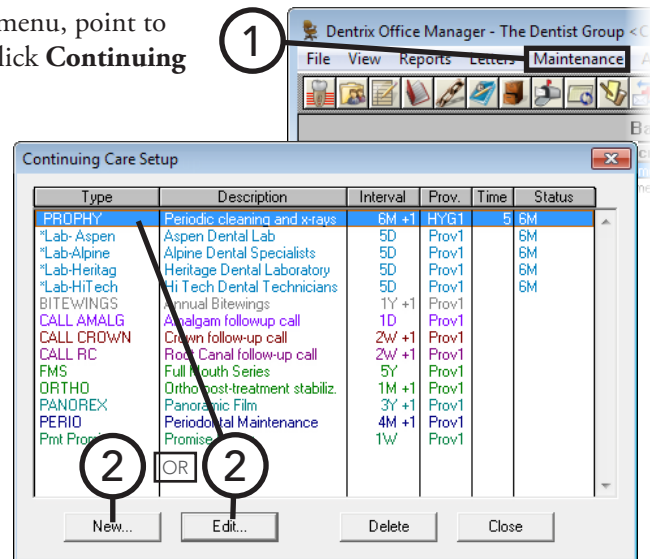 menu, point to
lick Continuing
1
Dentrix Office Manager - The Dentist Group <C
File View Reports Letters Maintenance A
Ba
Continuing Care Setup
Type Description Interval Prov. Time Status
PROPHY Periodic cleaning and x-rays 6M +1 HYG1 5 6M
*Lab- Aspen Aspen Dental Lab 5D Prov1 6M
*Lab-Alpine Alpine Dental Specialists 5D Prov1 6M
*Lab-Heritag Heritage Dental Laboratory 5D Prov1 6M
*Lab-HiTech Hi Tech Dental Technicians 5D Prov1 6M
BITEWINGS Annual Bitewings 1Y +1 Prov1
CALL AMALG Amalgam followup call 1D Prov1
CALL CROWN Crown follow-up call 2W +1 Prov1
CALL RC Root Canal follow-up call 2W +1 Prov1
FMS Full Mouth Series 5Y Prov1
ORTHO Ortho post-treatment stabiliz. 1M +1 Prov1
PANOREX Panoramic Film 3Y +1 Prov1
PERIO Periodontal Maintenance 4M +1 Prov1
Pmt Promise Promise 1W Prov1
2 OR 2
New... Edit... Delete Close